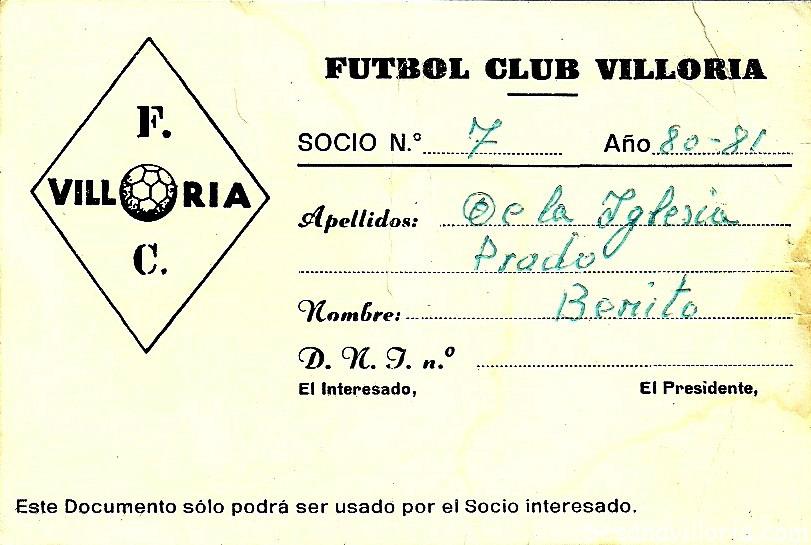 FUTBOL CLUB VILLORIA
F.
VILLORIA
C.
SOCIO N.º 7 Año 80-81
Apellidos: De la Iglesia
Prado
Nombre: Benito
D. N. I. n.º
El Interesado, El Presidente,
Este Documento sólo podrá ser usado por el Socio interesado.